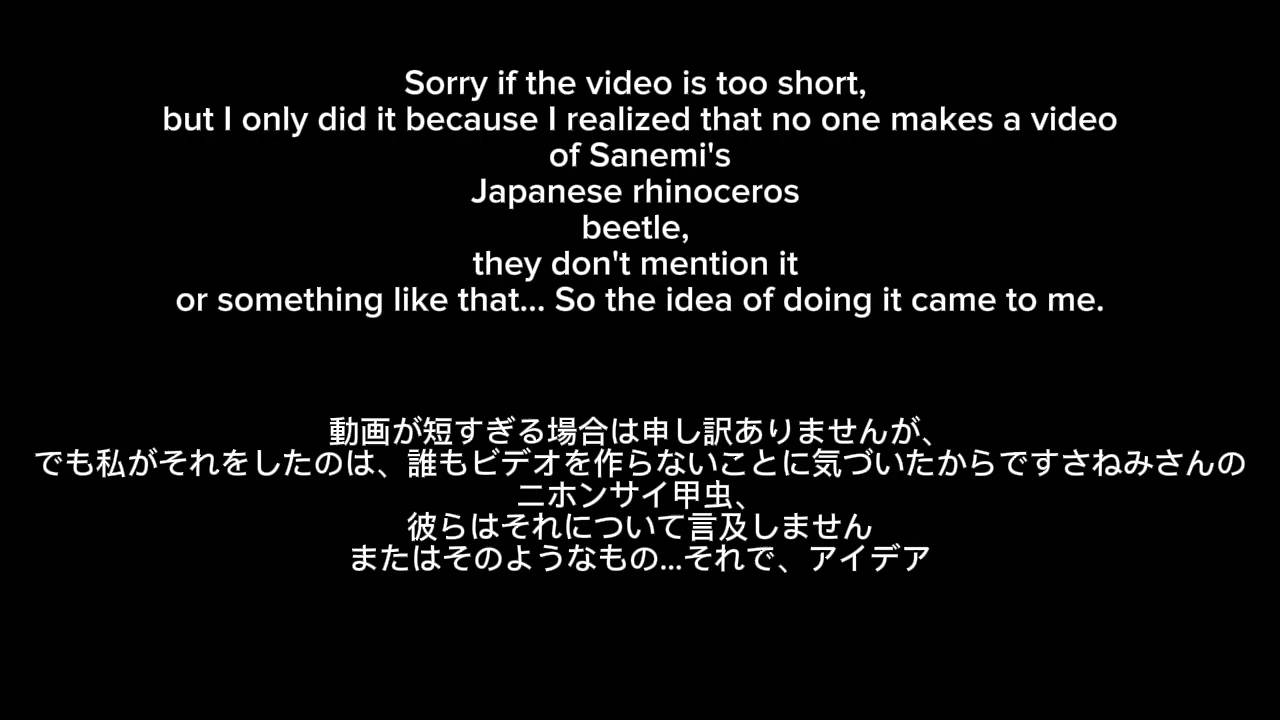 Sorry if the video is too short,
but I only did it because I realized that no one makes a video
of Sanemi's
Japanese rhinoceros
beetle,
they don't mention it
or something like that... So the idea of doing it came to me.
動画が短すぎる場合は申し訳ありませんが、
でも私がそれをしたのは、誰もビデオを作らないことに気づいたからですさねみさんの
ニホンサイ甲虫、
彼らはそれについて言及しません
またはそのようなもの...それで、アイデア